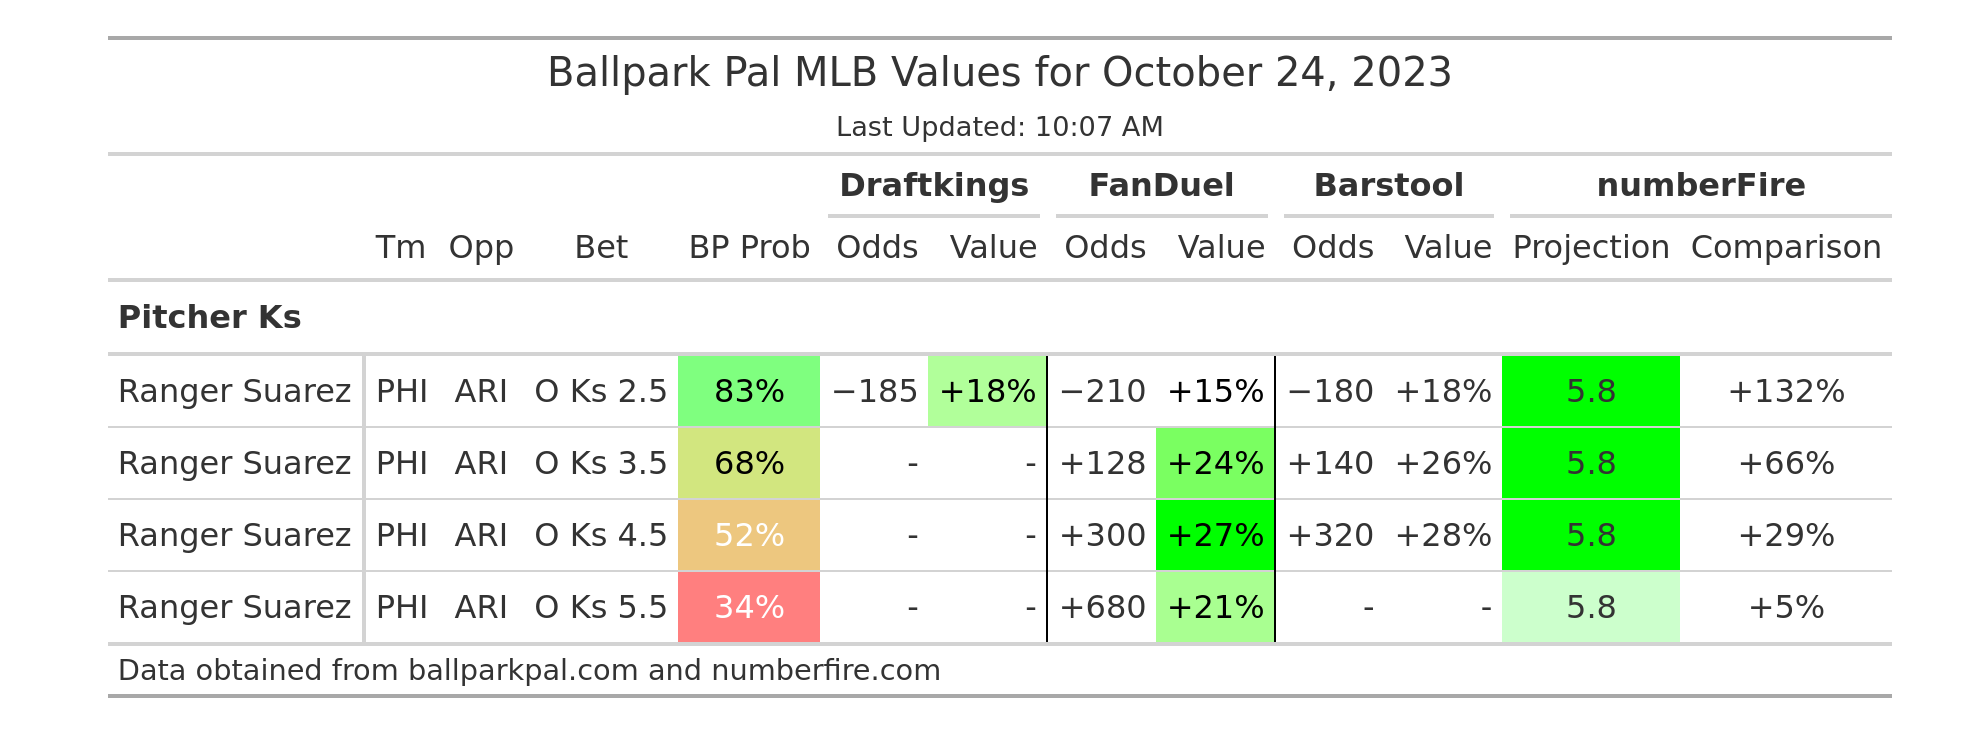 Ballpark Pal MLB Values for October 24, 2023
Last Updated: 10:07 AM
Draftkings FanDuel Barstool numberFire
Tm Opp Bet BP Prob Odds Value Odds Value Odds Value Projection Comparison
Pitcher Ks
Ranger Suarez PHI ARI O Ks 2.5 83% −185 +18% −210 +15% −180 +18% 5.8 +132%
Ranger Suarez PHI ARI O Ks 3.5 68% - - +128 +24% +140 +26% 5.8 +66%
Ranger Suarez PHI ARI O Ks 4.5 52% - - +300 +27% +320 +28% 5.8 +29%
Ranger Suarez PHI ARI O Ks 5.5 34% - - +680 +21% - - 5.8 +5%
Data obtained from ballparkpal.com and numberfire.com